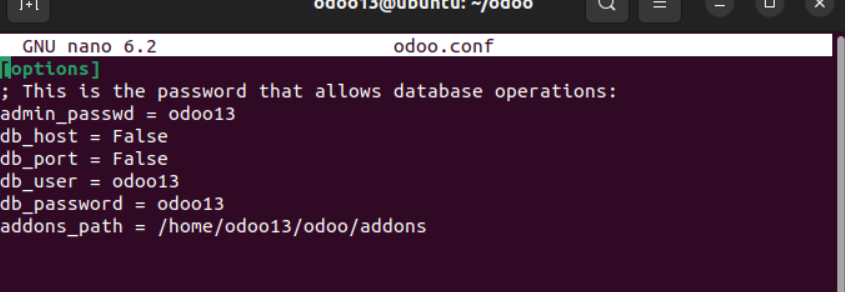 odoo13@ubuntu: ~/odoo
GNU nano 6.2 odoo.conf
[options]
; This is the password that allows database operations:
admin_passwd = odoo13
db_host = False
db_port = False
db_user = odoo13
db_password = odoo13
addons_path = /home/odoo13/odoo/addons